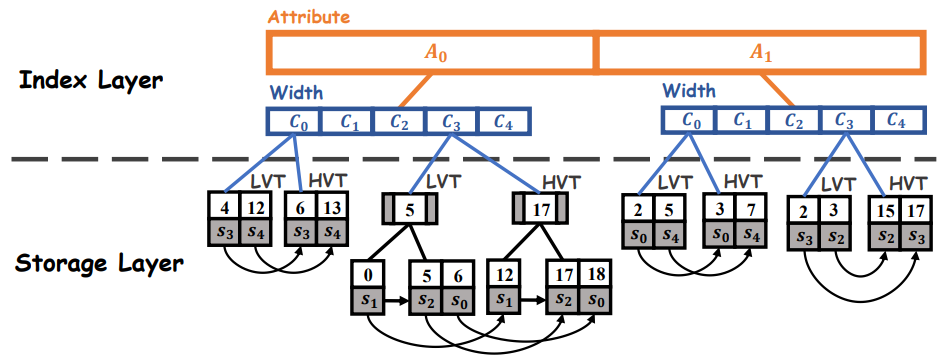 Attribute
A0 A1
Index Layer
Width Width
C0 C1 C2 C3 C4 C0 C1 C2 C3 C4
LVT HVT LVT HVT LVT HVT LVT HVT
4 12 6 13 5 17 2 5 3 7 2 3 15 17
s3 s4 s3 s4 s0 s4 s0 s4 s3 s2 s2 s3
Storage Layer
0 5 6 12 17 18
s1 s2 s0 s1 s2 s0